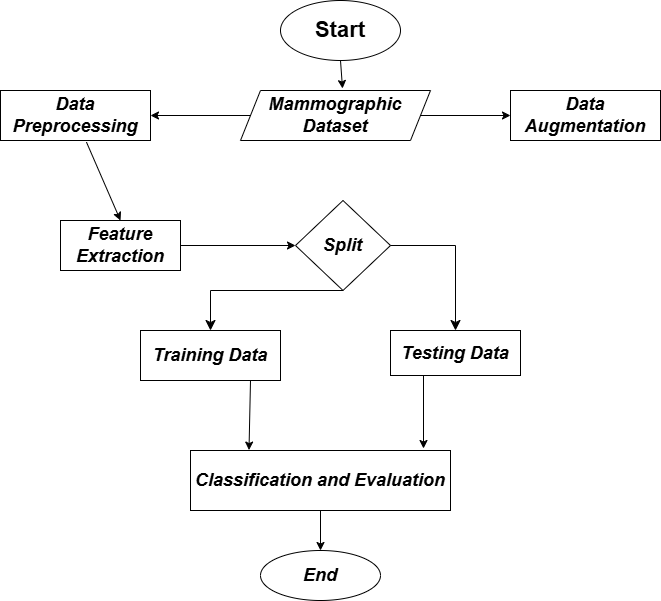 Start
Data
Preprocessing
Mammographic
Dataset
Data
Augmentation
Feature
Extraction
Split
Training Data
Testing Data
Classification and Evaluation
End